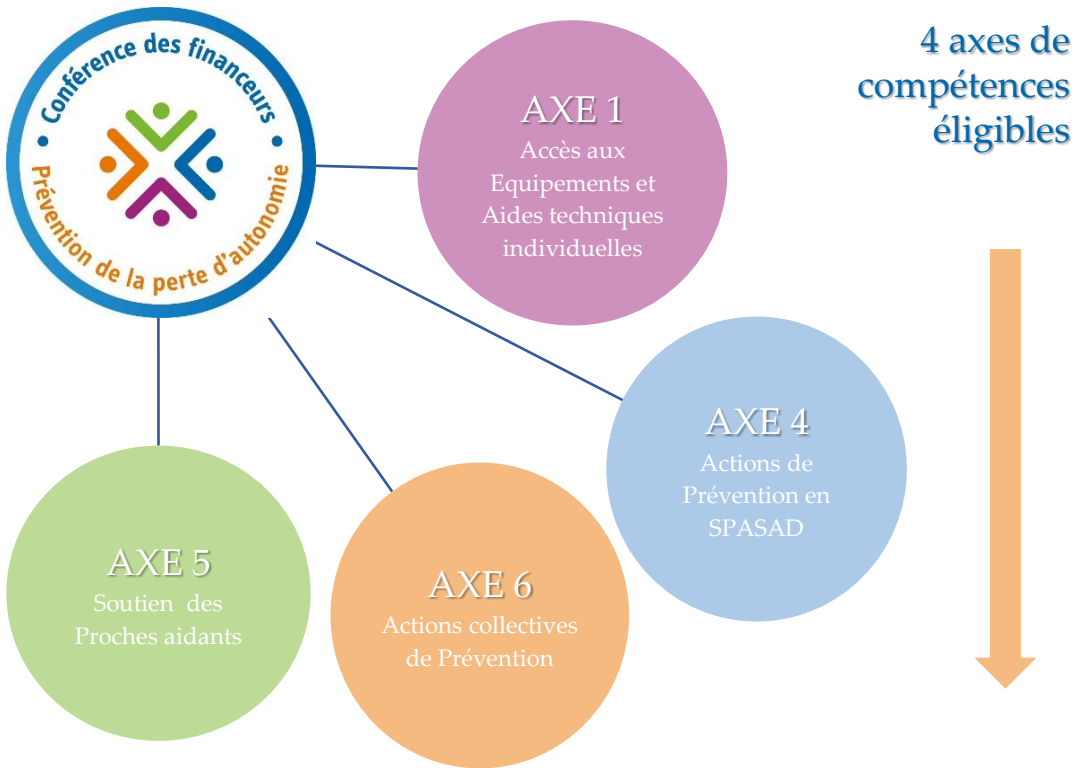 Conférence des financeurs
Prévention de la perte d'autonomie
4 axes de
compétences
éligibles
AXE 1
Accès aux
Equipements et
Aides techniques
individuelles
AXE 4
Actions de
Prévention en
SPASAD
AXE 5
Soutien des
Proches aidants
AXE 6
Actions collectives
de Prévention